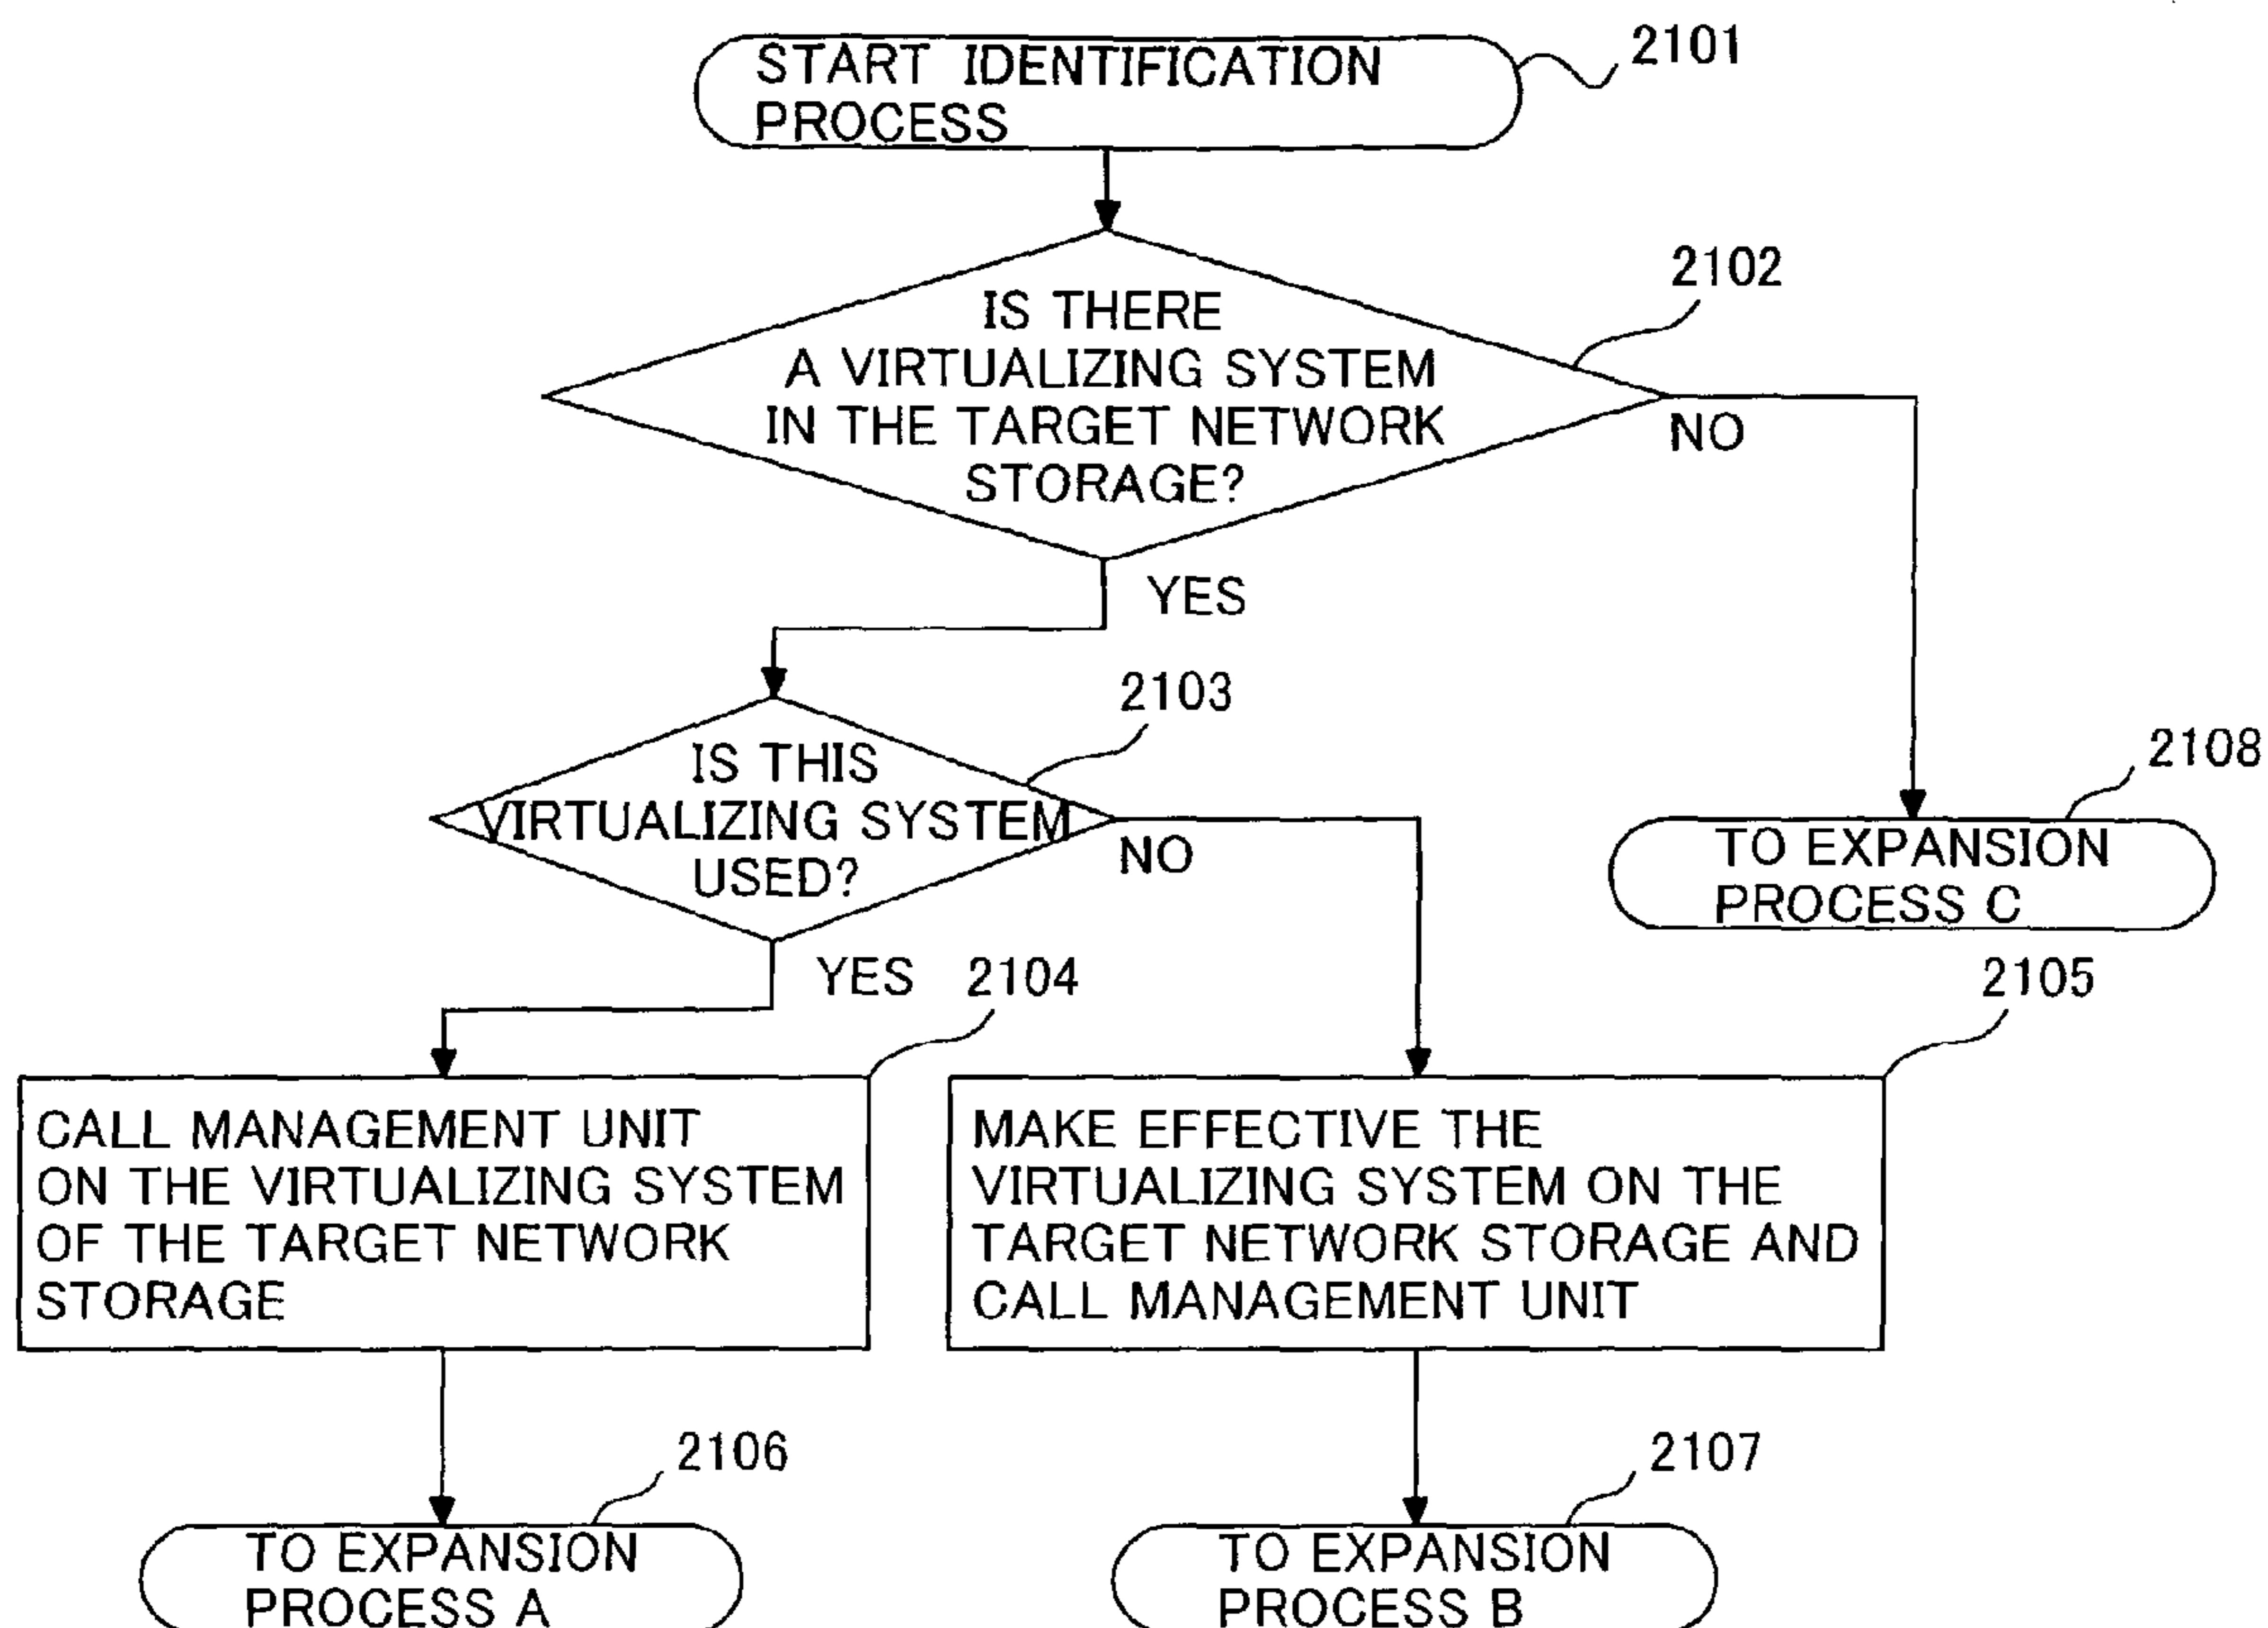 START IDENTIFICATION
PROCESS
2101
2102
IS THERE
A VIRTUALIZING SYSTEM
IN THE TARGET NETWORK
STORAGE?
NO
YES
2103
IS THIS
VIRTUALIZING SYSTEM
USED?
NO
2108
TO EXPANSION
PROCESS C
YES
2104
2105
CALL MANAGEMENT UNIT
ON THE VIRTUALIZING SYSTEM
OF THE TARGET NETWORK
STORAGE
MAKE EFFECTIVE THE
VIRTUALIZING SYSTEM ON THE
TARGET NETWORK STORAGE AND
CALL MANAGEMENT UNIT
2106
2107
TO EXPANSION
PROCESS A
TO EXPANSION
PROCESS B